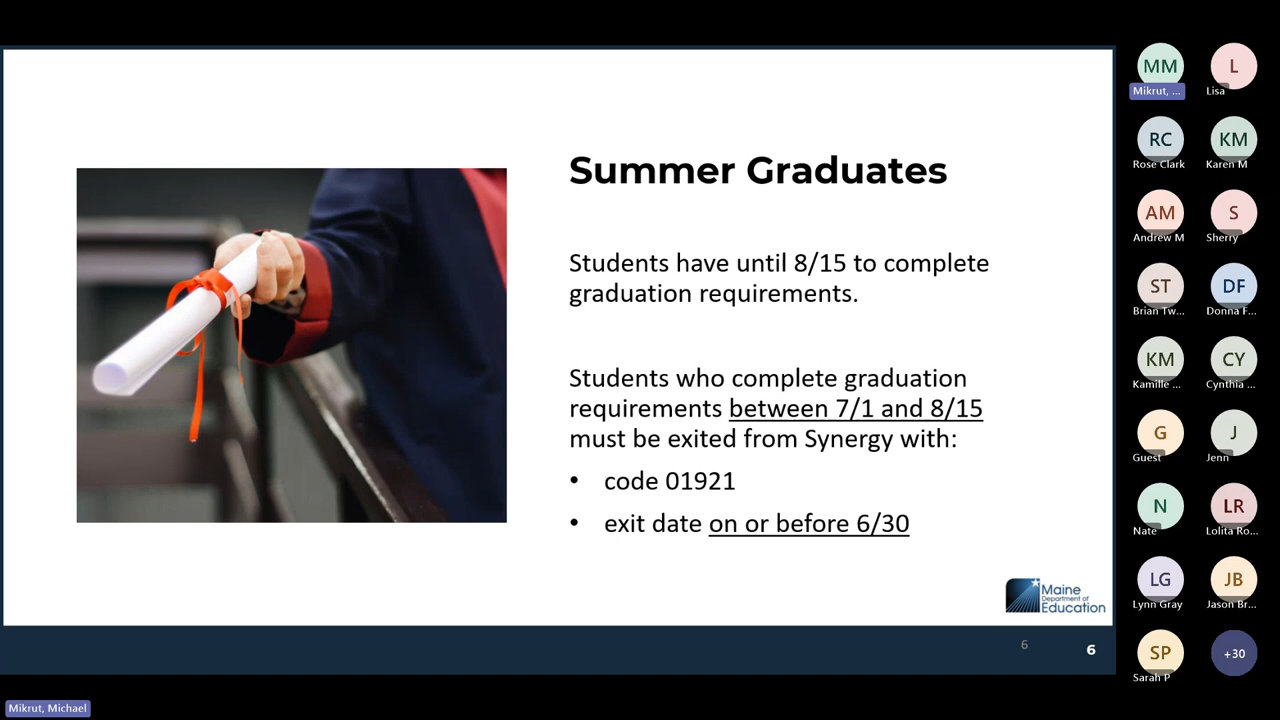 Summer Graduates
Students have until 8/15 to complete
graduation requirements.
Students who complete graduation
requirements between 7/1 and 8/15
must be exited from Synergy with:
• code 01921
• exit date on or before 6/30
Maine
Department of
Education
6
6
MM
Mikrut, ...
L
Lisa
RC
Rose Clark
KM
Karen M
AM
Andrew M
S
Sherry
ST
Brian Tw...
DF
Donna F...
KM
Kamille ...
CY
Cynthia ...
G
Guest
J
Jenn
N
Nate
LR
Lolita Ro...
LG
Lynn Gray
JB
Jason Br...
SP
Sarah P
+30
Mikrut, Michael